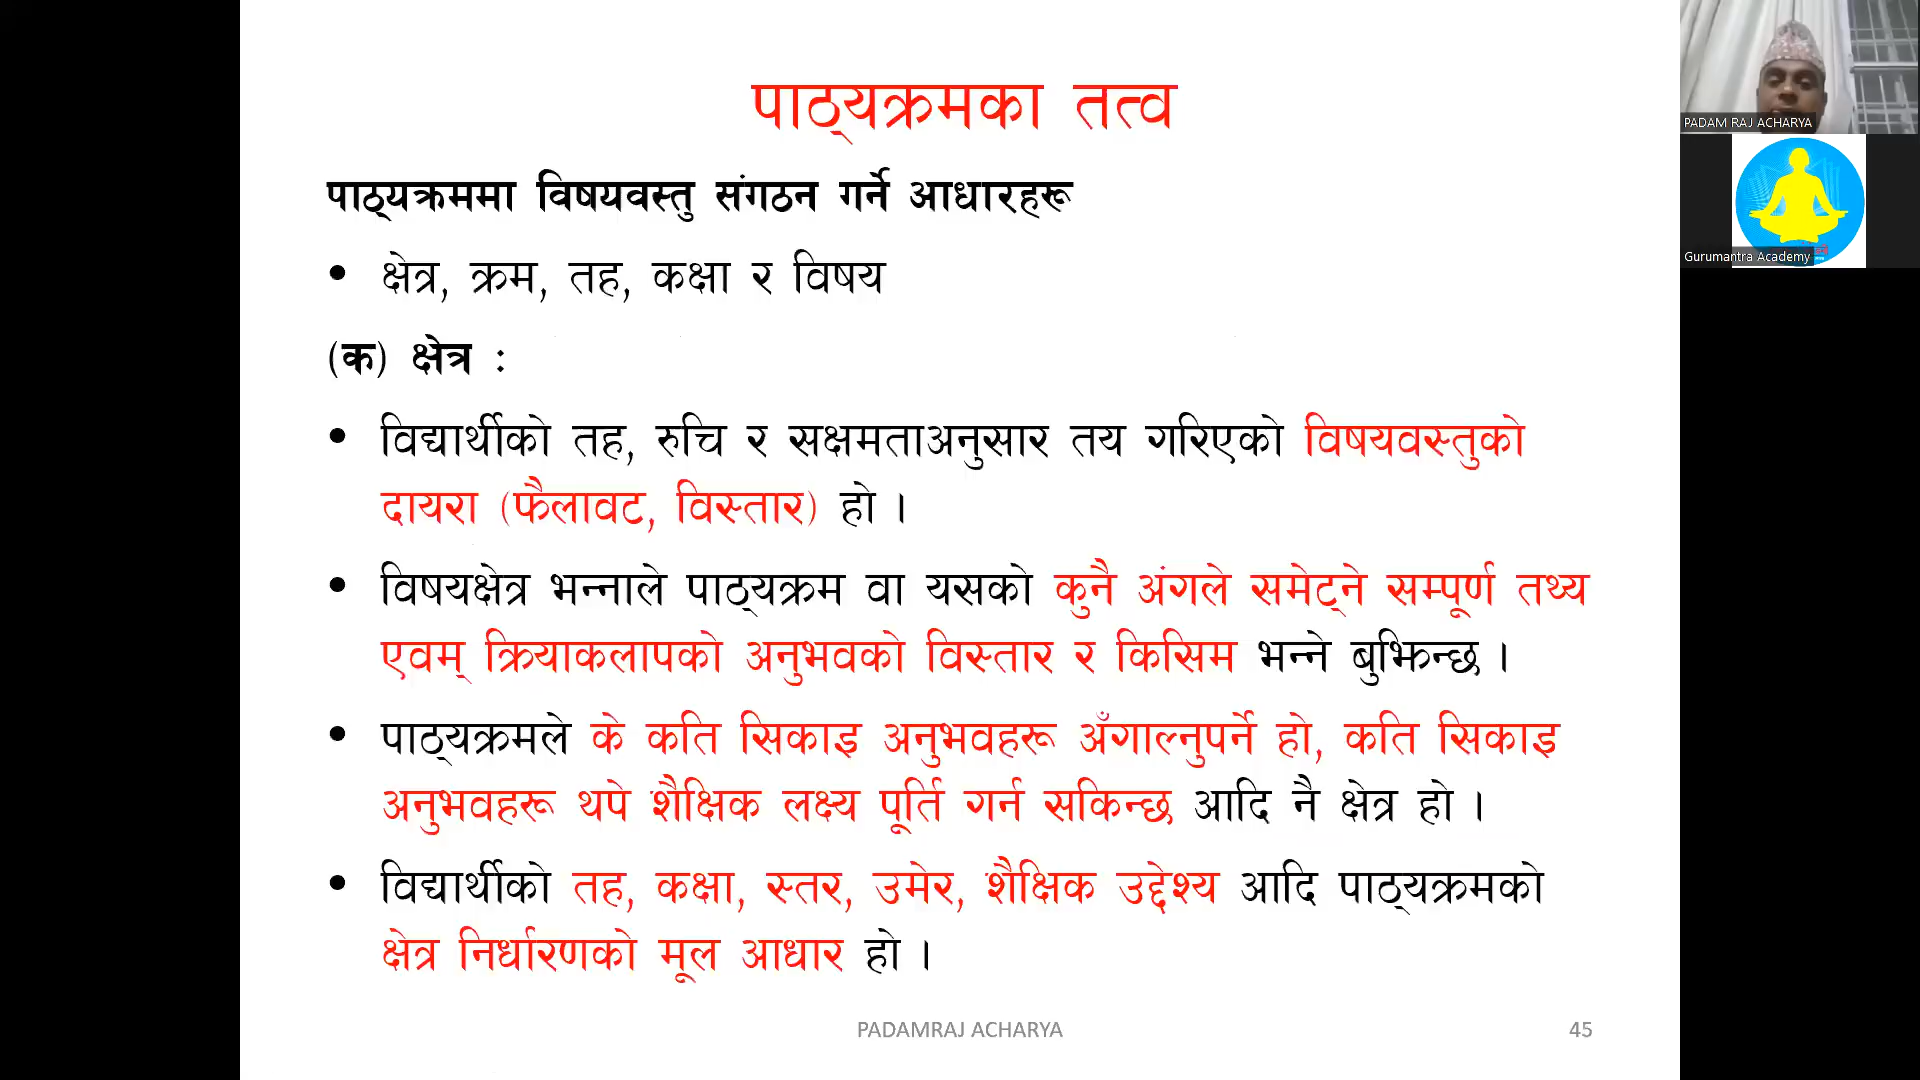 पाठ्यक्रमका तत्व
पाठ्यक्रममा विषयवस्तु संगठन गर्ने आधारहरू
• क्षेत्र, क्रम, तह, कक्षा र विषय
(क) क्षेत्र :
• विद्यार्थीको तह, रुचि र सक्षमताअनुसार तय गरिएको विषयवस्तुको
दायरा (फैलावट, विस्तार) हो ।
• विषयक्षेत्र भन्नाले पाठ्यक्रम वा यसको कुनै अंगले समेट्ने सम्पूर्ण तथ्य
एवम् क्रियाकलापको अनुभवको विस्तार र किसिम भन्ने बुझिन्छ ।
• पाठ्यक्रमले के कति सिकाइ अनुभवहरू अँगाल्नुपर्ने हो, कति सिकाइ
अनुभवहरू थपे शैक्षिक लक्ष्य पूर्ति गर्न सकिन्छ आदि नै क्षेत्र हो ।
• विद्यार्थीको तह, कक्षा, स्तर, उमेर, शैक्षिक उद्देश्य आदि पाठ्यक्रमको
क्षेत्र निर्धारणको मूल आधार हो ।
PADAMRAJ ACHARYA
45
PADAM RAJ ACHARYA
Gurumantra Academy